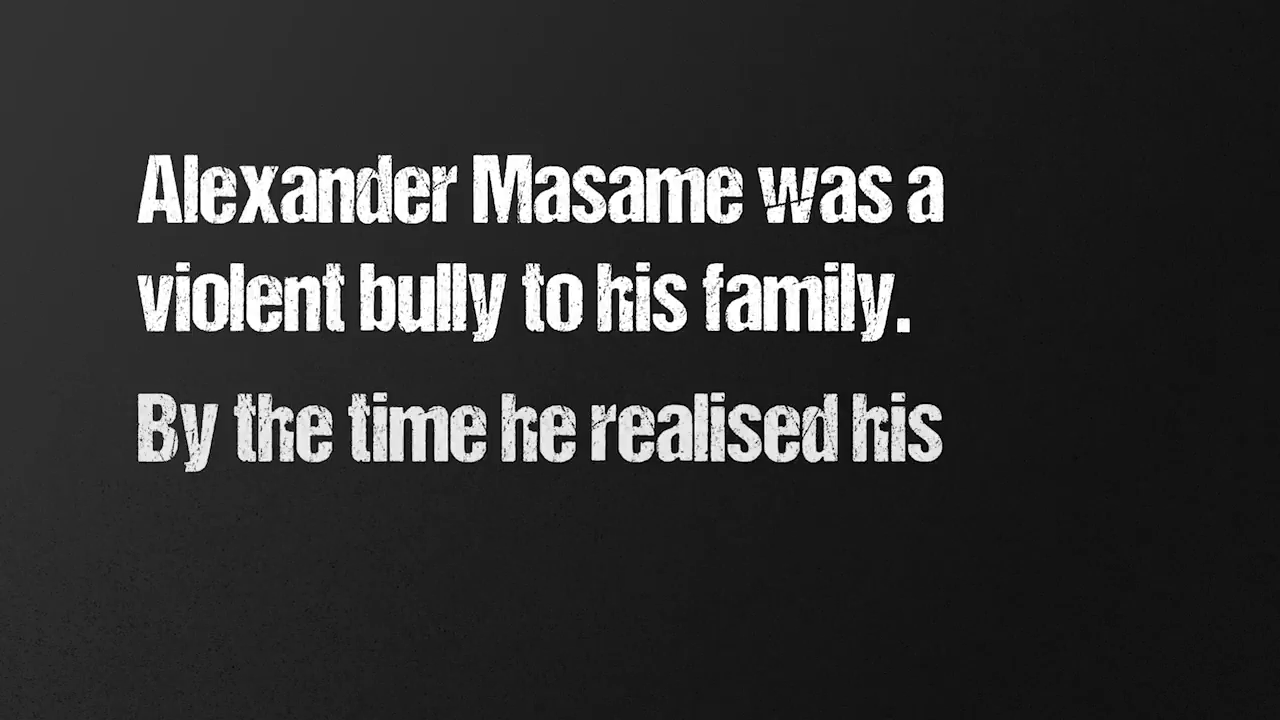 Alexander Masame was a
violent bully to his family.
By the time he realised his